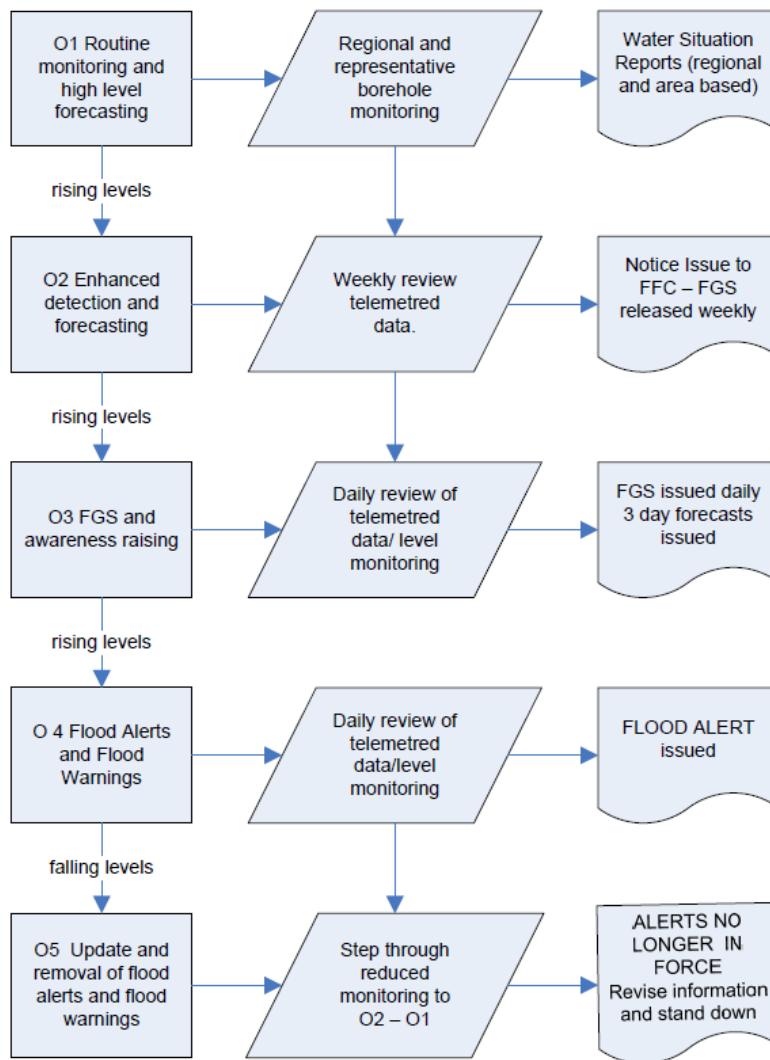 O1 Routine
monitoring and
high level
forecasting
Regional and
representative
borehole
monitoring
Water Situation
Reports (regional
and area based)
rising levels
O2 Enhanced
detection and
forecasting
Weekly review
telemetred
data.
Notice Issue to
FFC – FGS
released weekly
rising levels
O3 FGS and
awareness raising
Daily review of
telemetred
data/ level
monitoring
FGS issued daily
3 day forecasts
issued
rising levels
O 4 Flood Alerts
and Flood
Warnings
Daily review of
telemetred
data/level
monitoring
FLOOD ALERT
issued
falling levels
O5 Update and
removal of flood
alerts and flood
warnings
Step through
reduced
monitoring to
O2 – O1
ALERTS NO
LONGER IN
FORCE
Revise information
and stand down